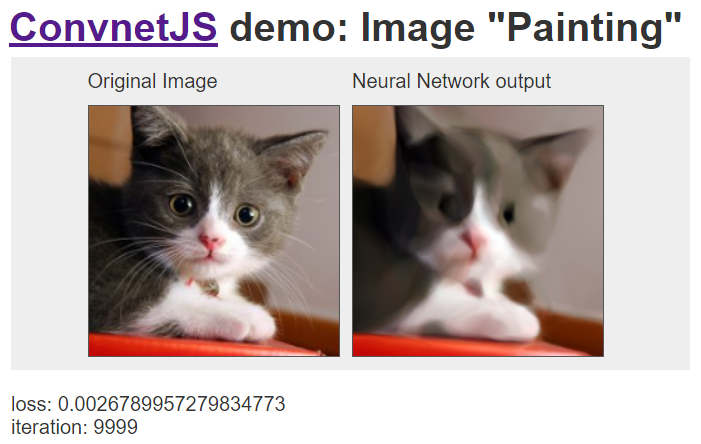 ConvnetJS demo: Image "Painting"
Original Image
Neural Network output
loss: 0.0026789957279834773
iteration: 9999